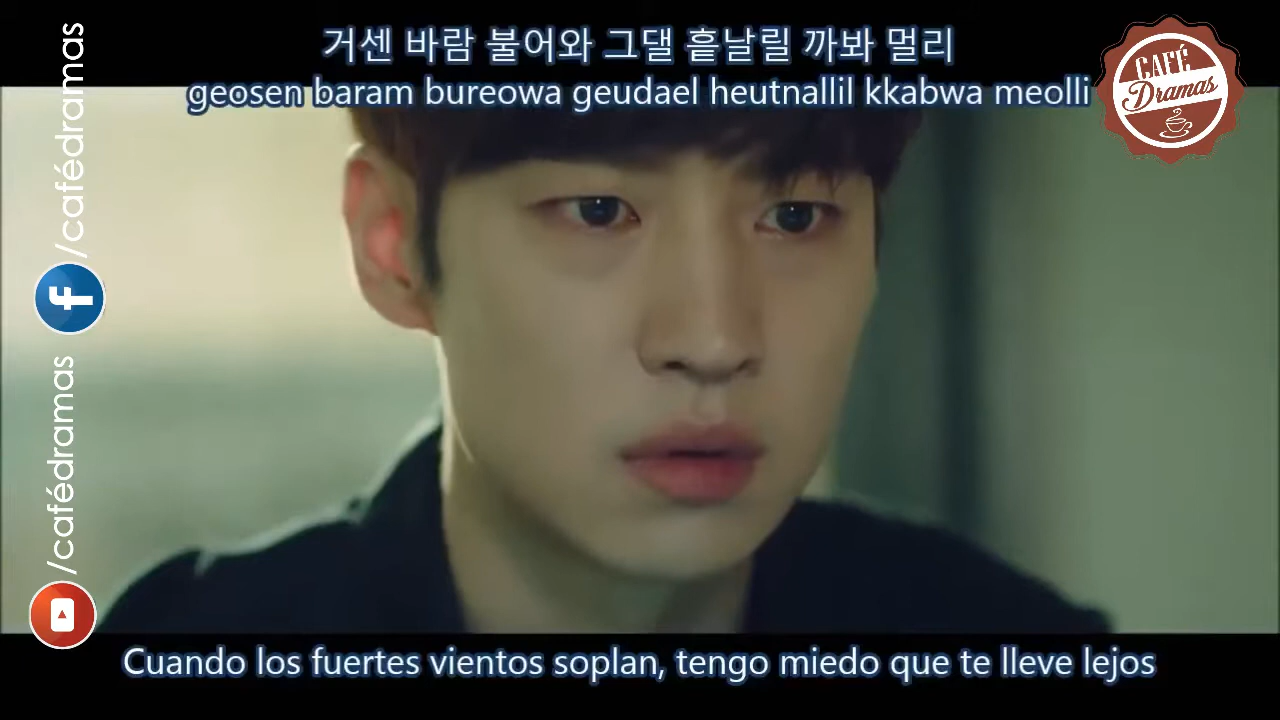 거센 바람 불어와 그댈 흩날릴 까봐 멀리
geosen baram bureowa geudael heutnallil kkabwa meolli
CAFÉ
Dramas
/cafédramas
/cafédramas
Cuando los fuertes vientos soplan, tengo miedo que te lleve lejos